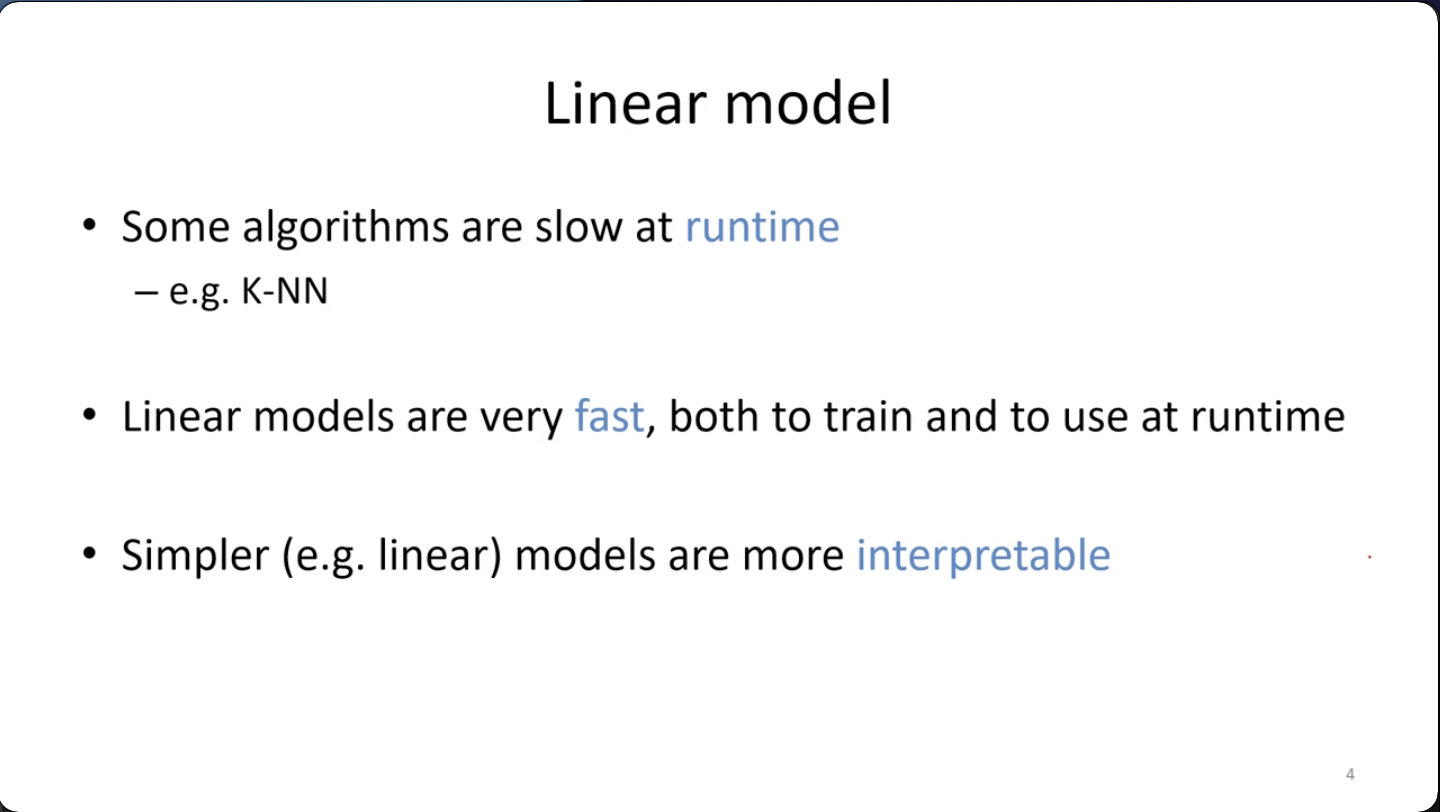 Linear model
• Some algorithms are slow at runtime
– e.g. K-NN
• Linear models are very fast, both to train and to use at runtime
• Simpler (e.g. linear) models are more interpretable
4